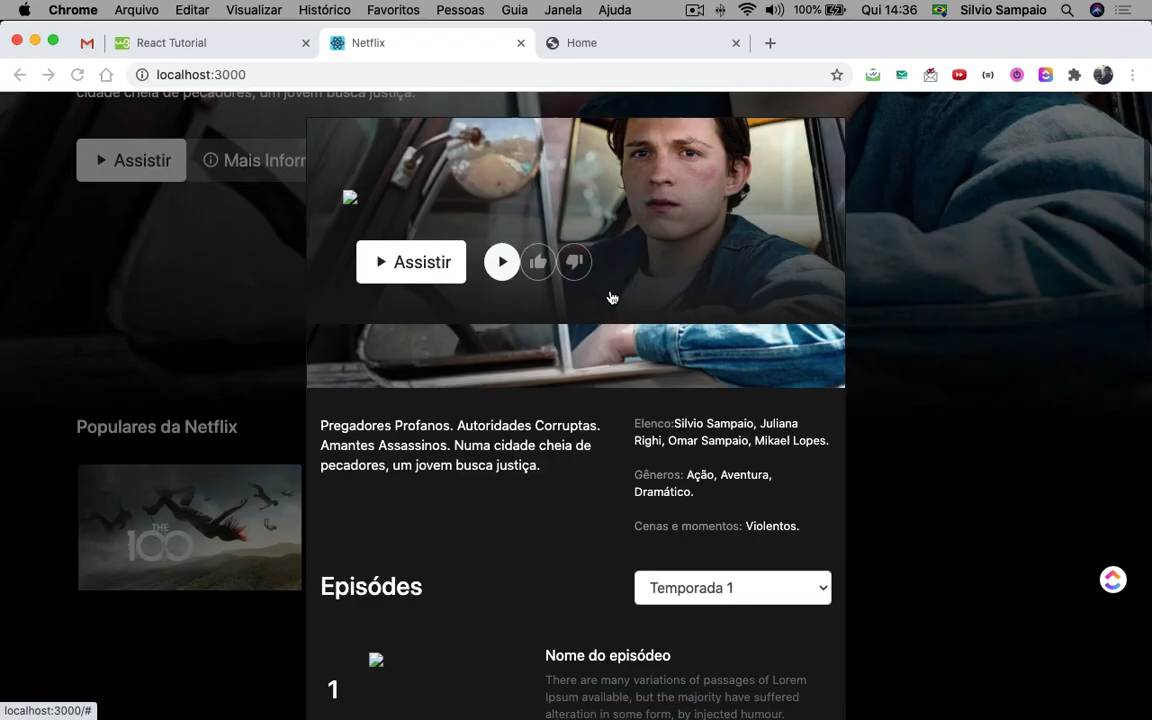 Chrome Arquivo Editar Visualizar Histórico Favoritos Pessoas Guia Janela Ajuda 100% Qui 14:36 Silvio Sampaio
React Tutorial Netflix Home
localhost:3000
cidade cheia de pecadores, um jovem busca justiça.
Assistir Mais Infor
Assistir
Populares da Netflix
THE
100
Pregadores Profanos. Autoridades Corruptas.
Amantes Assassinos. Numa cidade cheia de
pecadores, um jovem busca justiça.
Elenco:Silvio Sampaio, Juliana
Righi, Omar Sampaio, Mikael Lopes.
Gêneros: Ação, Aventura,
Dramático.
Cenas e momentos: Violentos.
Episódes
Temporada 1
1
Nome do episódeo
There are many variations of passages of Lorem
Ipsum available, but the majority have suffered
alteration in some form, by injected humour.
localhost:3000/#